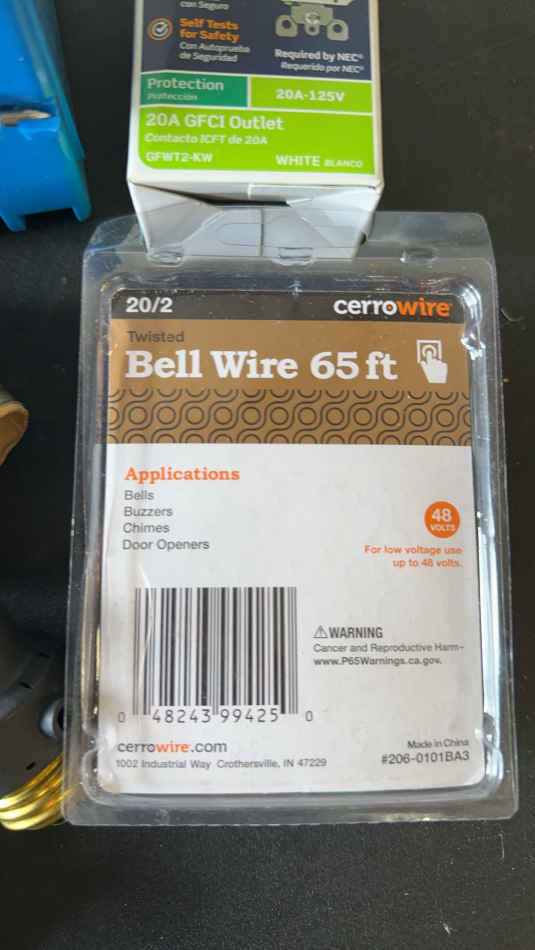 con Seguro
Self Tests
for Safety
Con Autoprueba
de Seguridad
Required by NEC®
Requerido por NEC®
Protection
Protección
20A-125V
20A GFCI Outlet
Contacto ICFT de 20A
GFWT2-KW
WHITE BLANCO
20/2
cerrowire
Twisted
Bell Wire 65 ft
Applications
Bells
Buzzers
Chimes
Door Openers
48
VOLTS
For low voltage use
up to 48 volts.
⚠WARNING
Cancer and Reproductive Harm-
www.P65Warnings.ca.gov.
0 48243 99425 0
cerrowire.com
1002 Industrial Way Crothersville, IN 47229
Made in China
#206-0101BA3